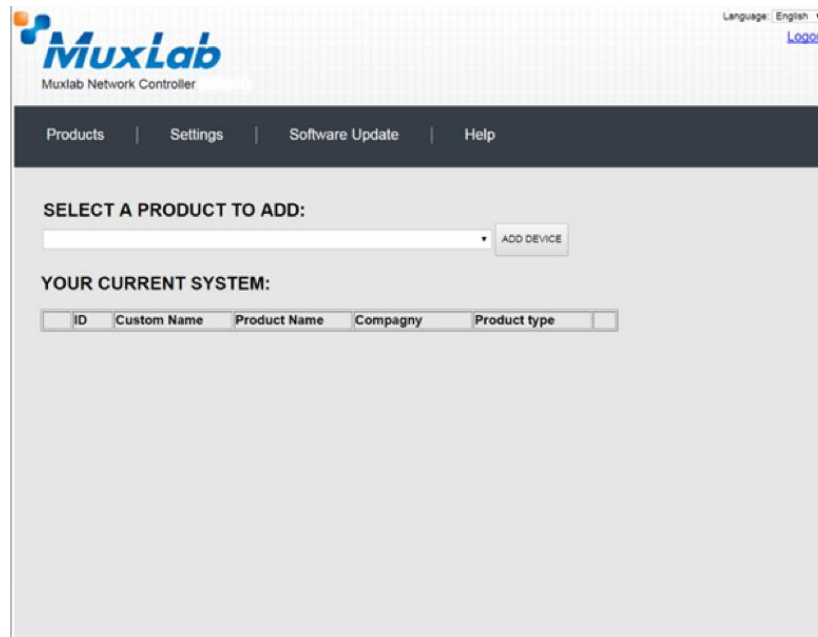 Language: English
Logou
MuxLab
Muxlab Network Controller
Products | Settings | Software Update | Help
SELECT A PRODUCT TO ADD:
ADD DEVICE
YOUR CURRENT SYSTEM:
ID Custom Name Product Name Compagny Product type